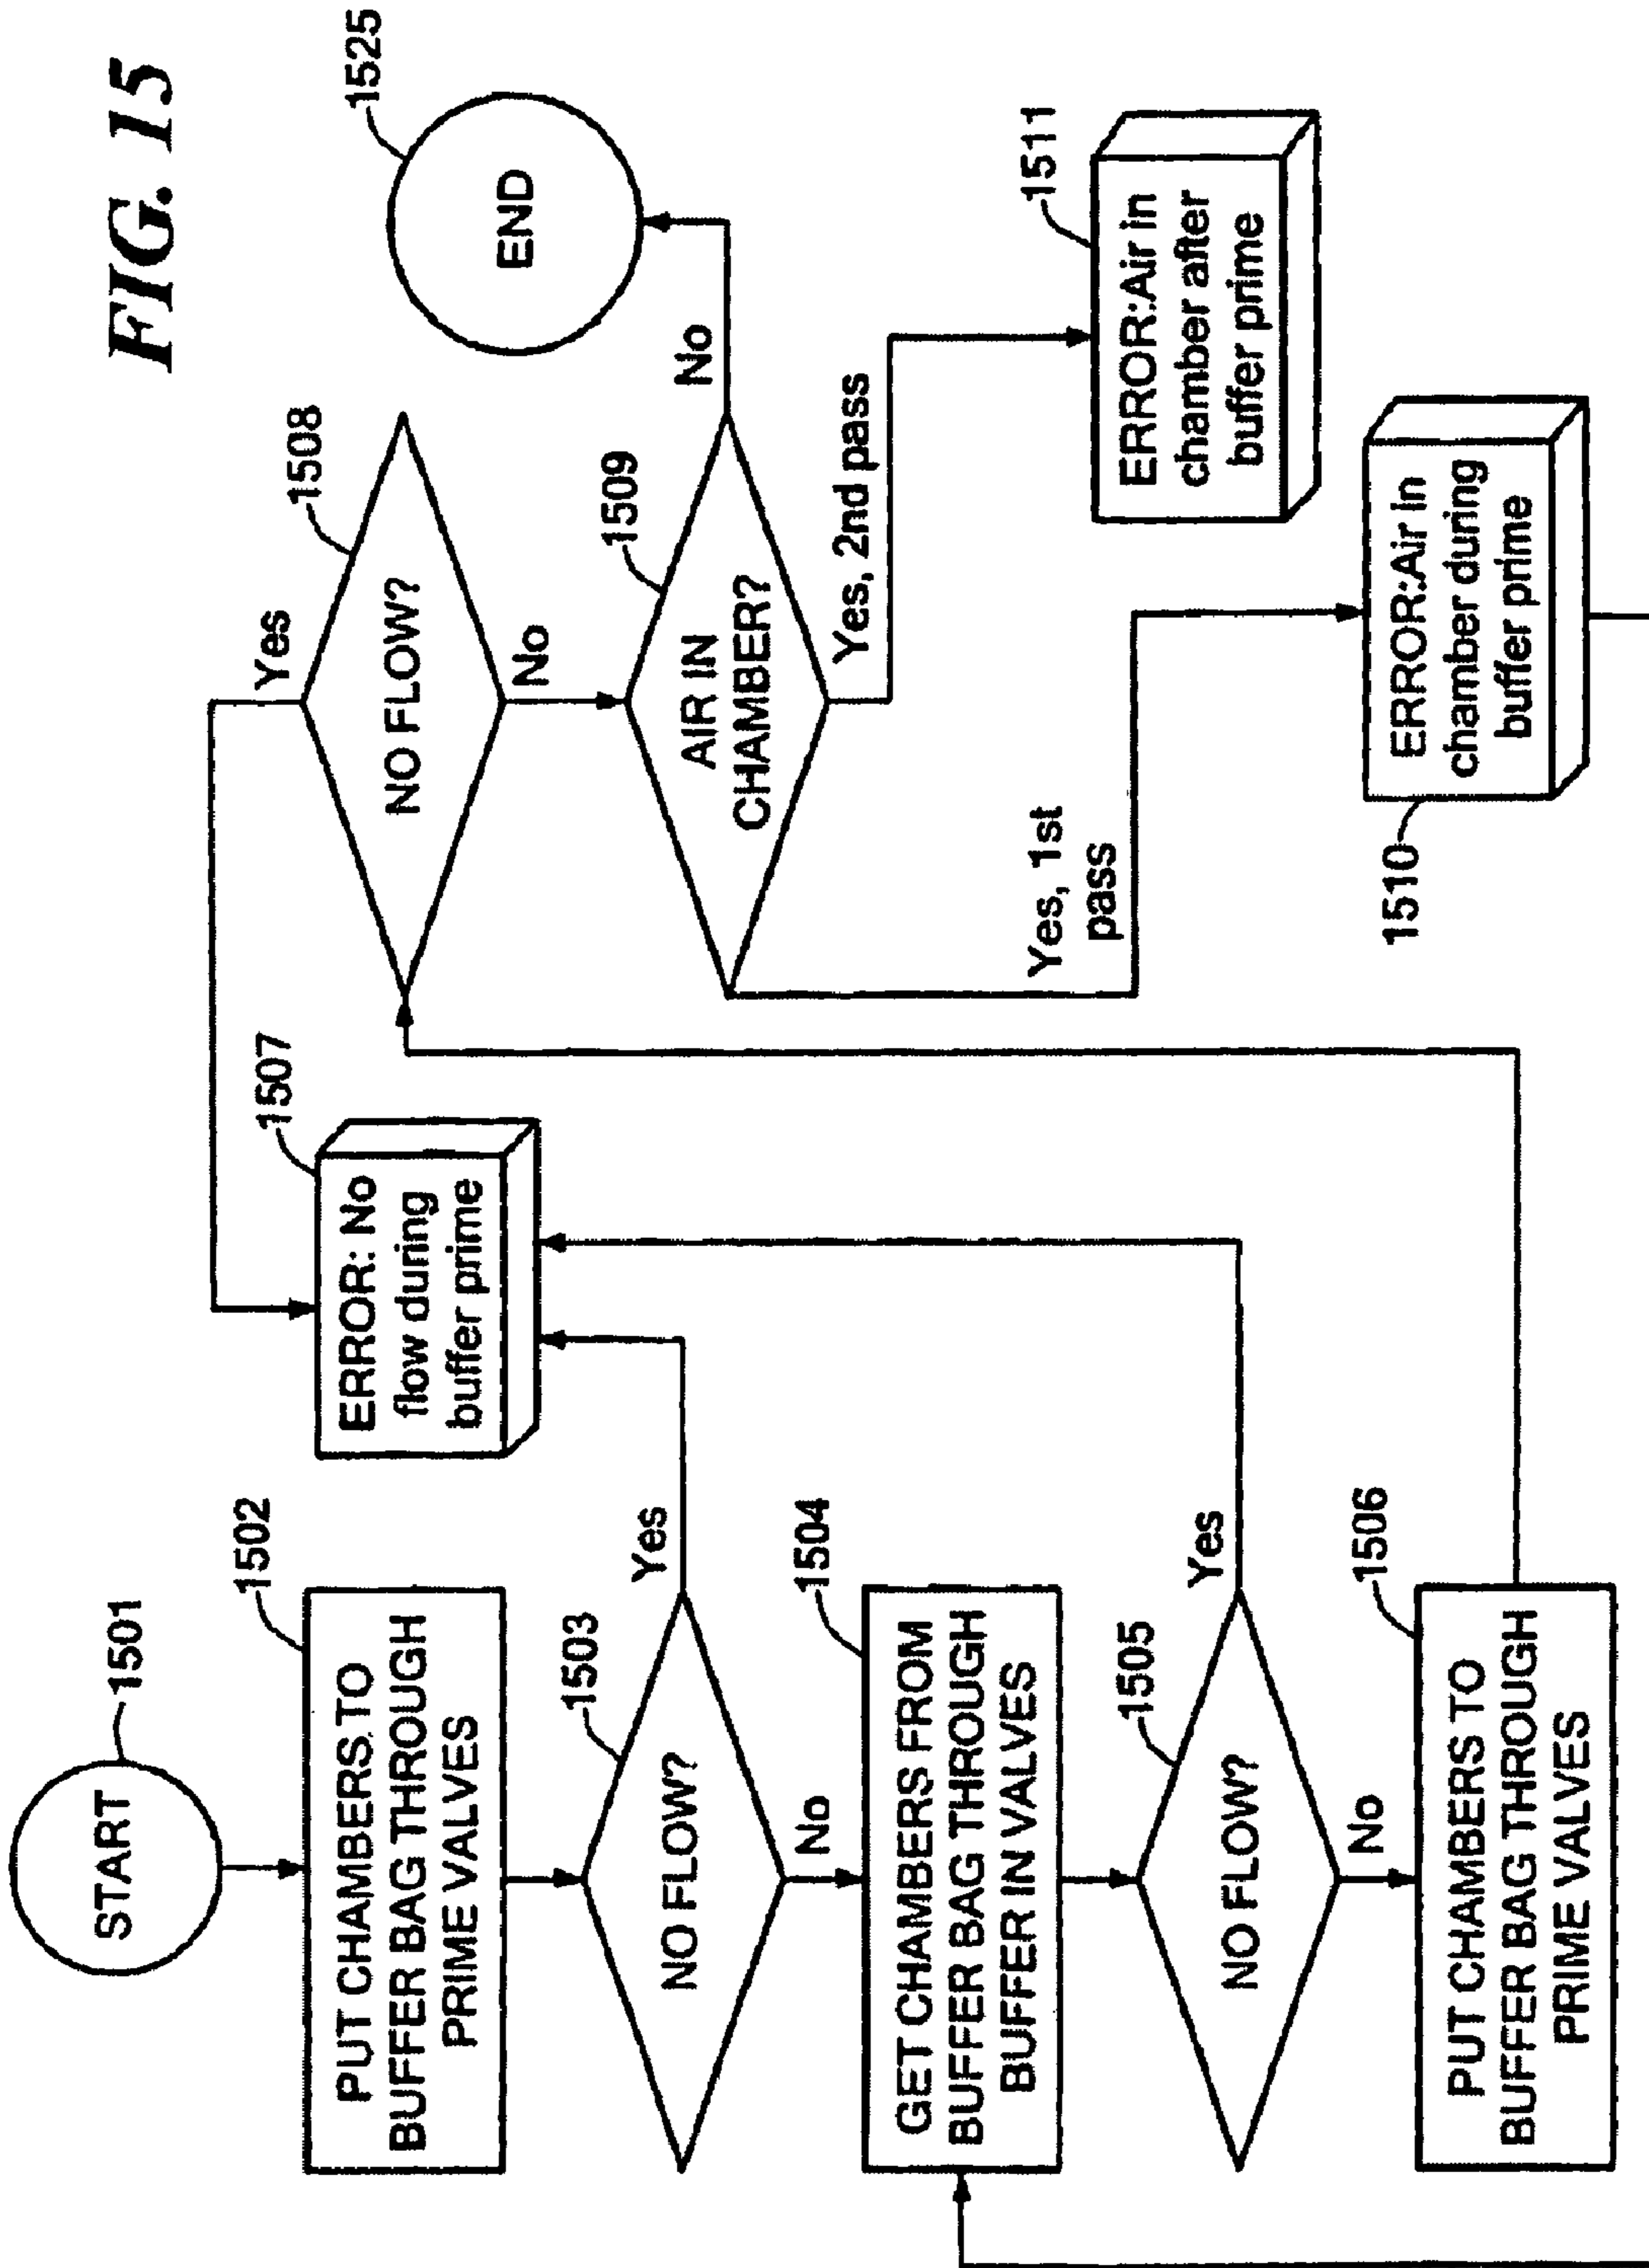 FIG. 15
START
1501
1502
PUT CHAMBERS TO
BUFFER BAG THROUGH
PRIME VALVES
1503
NO FLOW?
Yes
No
1504
GET CHAMBERS FROM
BUFFER BAG THROUGH
BUFFER IN VALVES
1505
NO FLOW?
Yes
No
1506
PUT CHAMBERS TO
BUFFER BAG THROUGH
PRIME VALVES
1507
ERROR: No
flow during
buffer prime
1508
NO FLOW?
Yes
No
1509
AIR IN
CHAMBER?
No
Yes, 2nd pass
Yes, 1st
pass
1525
END
1511
ERROR:Air in
chamber after
buffer prime
1510
ERROR:Air in
chamber during
buffer prime